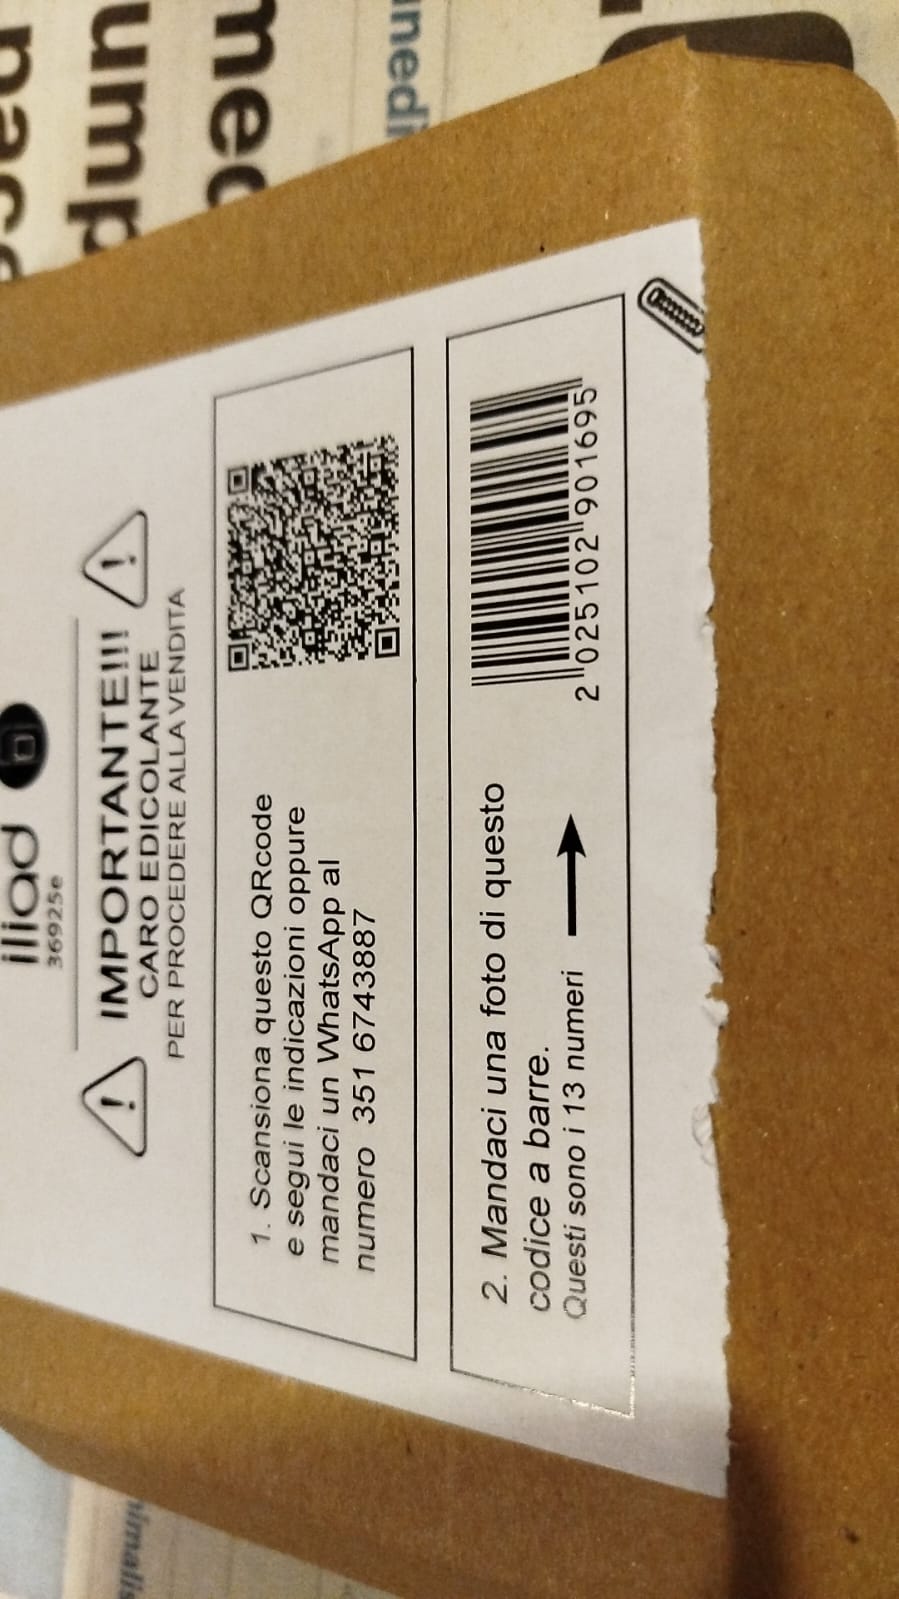 iliad
36925e
IMPORTANTE!!!
CARO EDICOLANTE
PER PROCEDERE ALLA VENDITA
1. Scansiona questo QRcode
e segui le indicazioni oppure
mandaci un WhatsApp al
numero 351 6743887
2. Mandaci una foto di questo
codice a barre.
Questi sono i 13 numeri
2 025102 901695